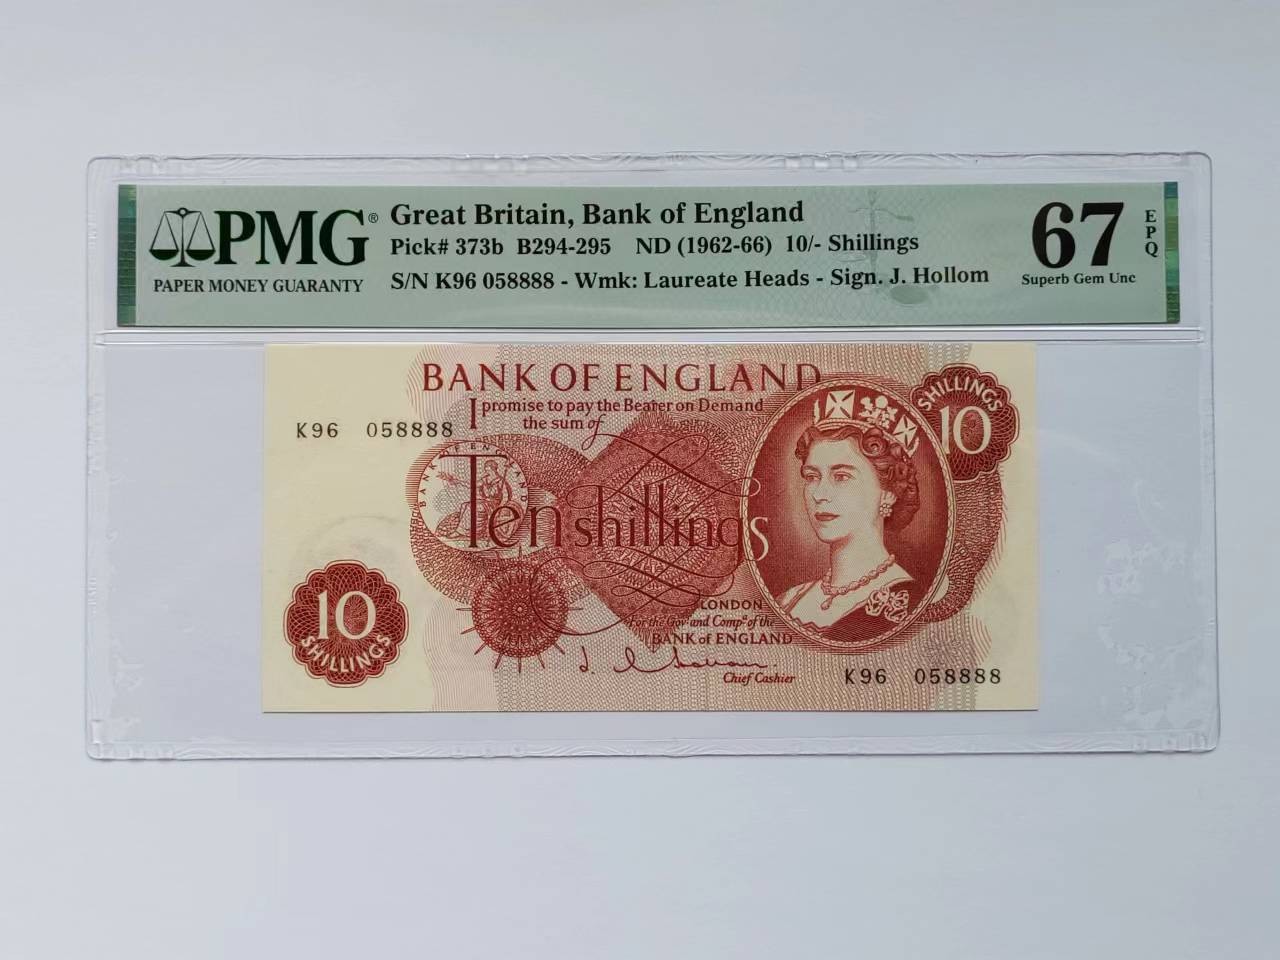 PMG®
PAPER MONEY GUARANTY
Great Britain, Bank of England
Pick# 373b B294-295 ND (1962-66) 10/- Shillings
S/N K96 058888 - Wmk: Laureate Heads - Sign. J. Hollom
67
EPQ
Superb Gem Unc
BANK OF ENGLAND
I promise to pay the Bearer on Demand
the sum of
SHILLINGS
10
K96 058888
BANK OF ENGLAND
Ten shillings
10
SHILLINGS
LONDON
For the Govr and Compa of the
BANK of ENGLAND
Chief Cashier
K96 058888